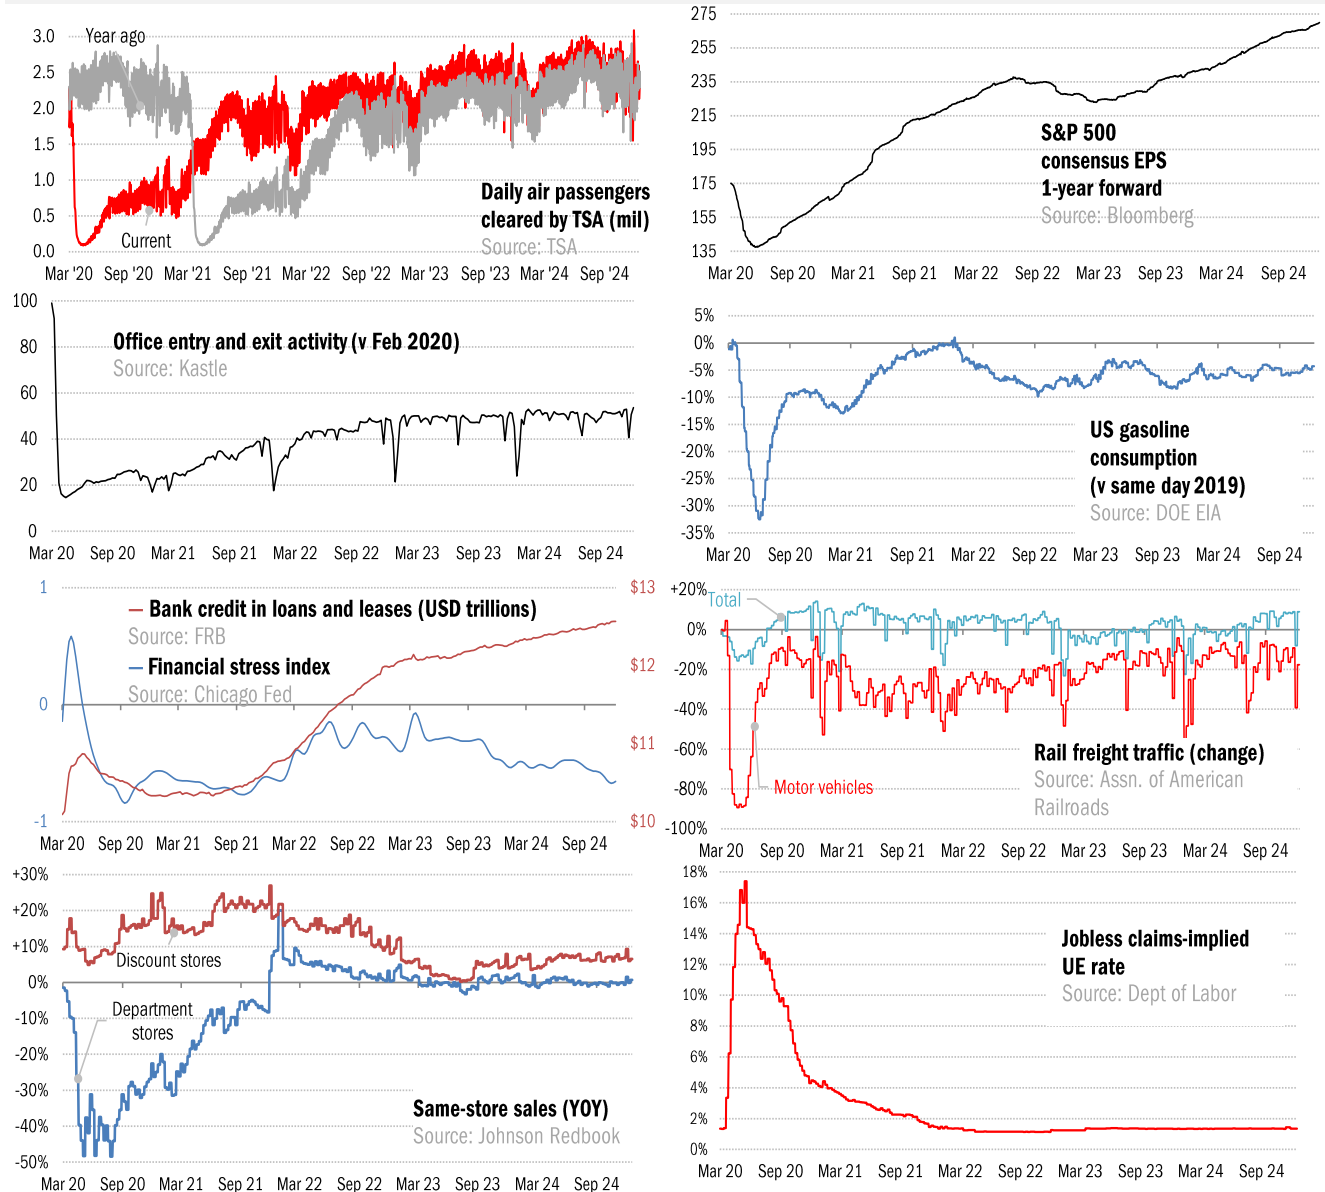 3.0
2.5
2.0
1.5
1.0
0.5
0.0
Year ago
Current
Daily air passengers
cleared by TSA (mil)
Source: TSA
Mar '20 Sep '20 Mar '21 Sep '21 Mar '22 Sep '22 Mar '23 Sep '23 Mar '24 Sep '24
275
255
235
215
195
175
155
135
S&P 500
consensus EPS
1-year forward
Source: Bloomberg
Mar 20 Sep 20 Mar 21 Sep 21 Mar 22 Sep 22 Mar 23 Sep 23 Mar 24 Sep 24
100
80
60
40
20
0
Office entry and exit activity (v Feb 2020)
Source: Kastle
Mar 20 Sep 20 Mar 21 Sep 21 Mar 22 Sep 22 Mar 23 Sep 23 Mar 24 Sep 24
5%
0%
-5%
-10%
-15%
-20%
-25%
-30%
-35%
US gasoline
consumption
(v same day 2019)
Source: DOE EIA
Mar 20 Sep 20 Mar 21 Sep 21 Mar 22 Sep 22 Mar 23 Sep 23 Mar 24 Sep 24
1
0
-1
Bank credit in loans and leases (USD trillions)
Source: FRB
Financial stress index
Source: Chicago Fed
$13
$12
$11
$10
Mar 20 Sep 20 Mar 21 Sep 21 Mar 22 Sep 22 Mar 23 Sep 23 Mar 24 Sep 24
+20%
0%
-20%
-40%
-60%
-80%
-100%
Total
Motor vehicles
Rail freight traffic (change)
Source: Assn. of American
Railroads
Mar 20 Sep 20 Mar 21 Sep 21 Mar 22 Sep 22 Mar 23 Sep 23 Mar 24 Sep 24
+30%
+20%
+10%
0%
-10%
-20%
-30%
-40%
-50%
Discount stores
Department
stores
Same-store sales (YOY)
Source: Johnson Redbook
Mar 20 Sep 20 Mar 21 Sep 21 Mar 22 Sep 22 Mar 23 Sep 23 Mar 24 Sep 24
18%
16%
14%
12%
10%
8%
6%
4%
2%
0%
Jobless claims-implied
UE rate
Source: Dept of Labor
Mar 20 Sep 20 Mar 21 Sep 21 Mar 22 Sep 22 Mar 23 Sep 23 Mar 24 Sep 24